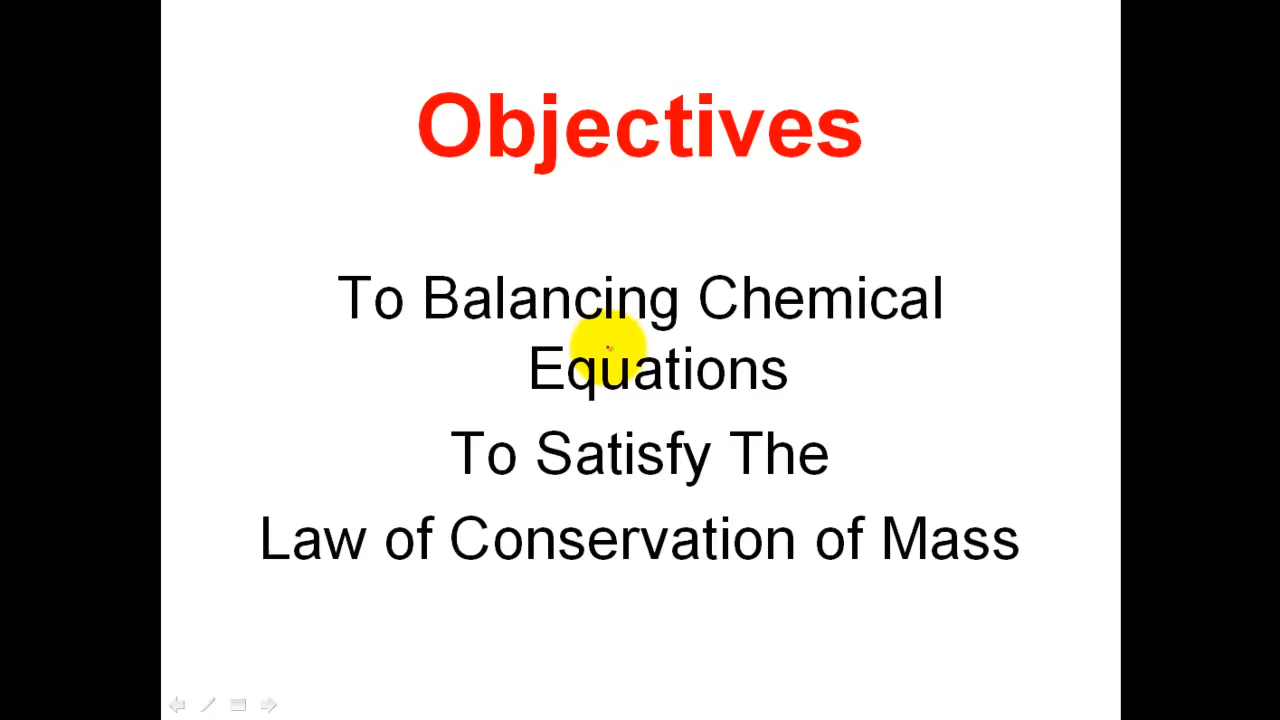 Objectives
To Balancing Chemical
Equations
To Satisfy The
Law of Conservation of Mass